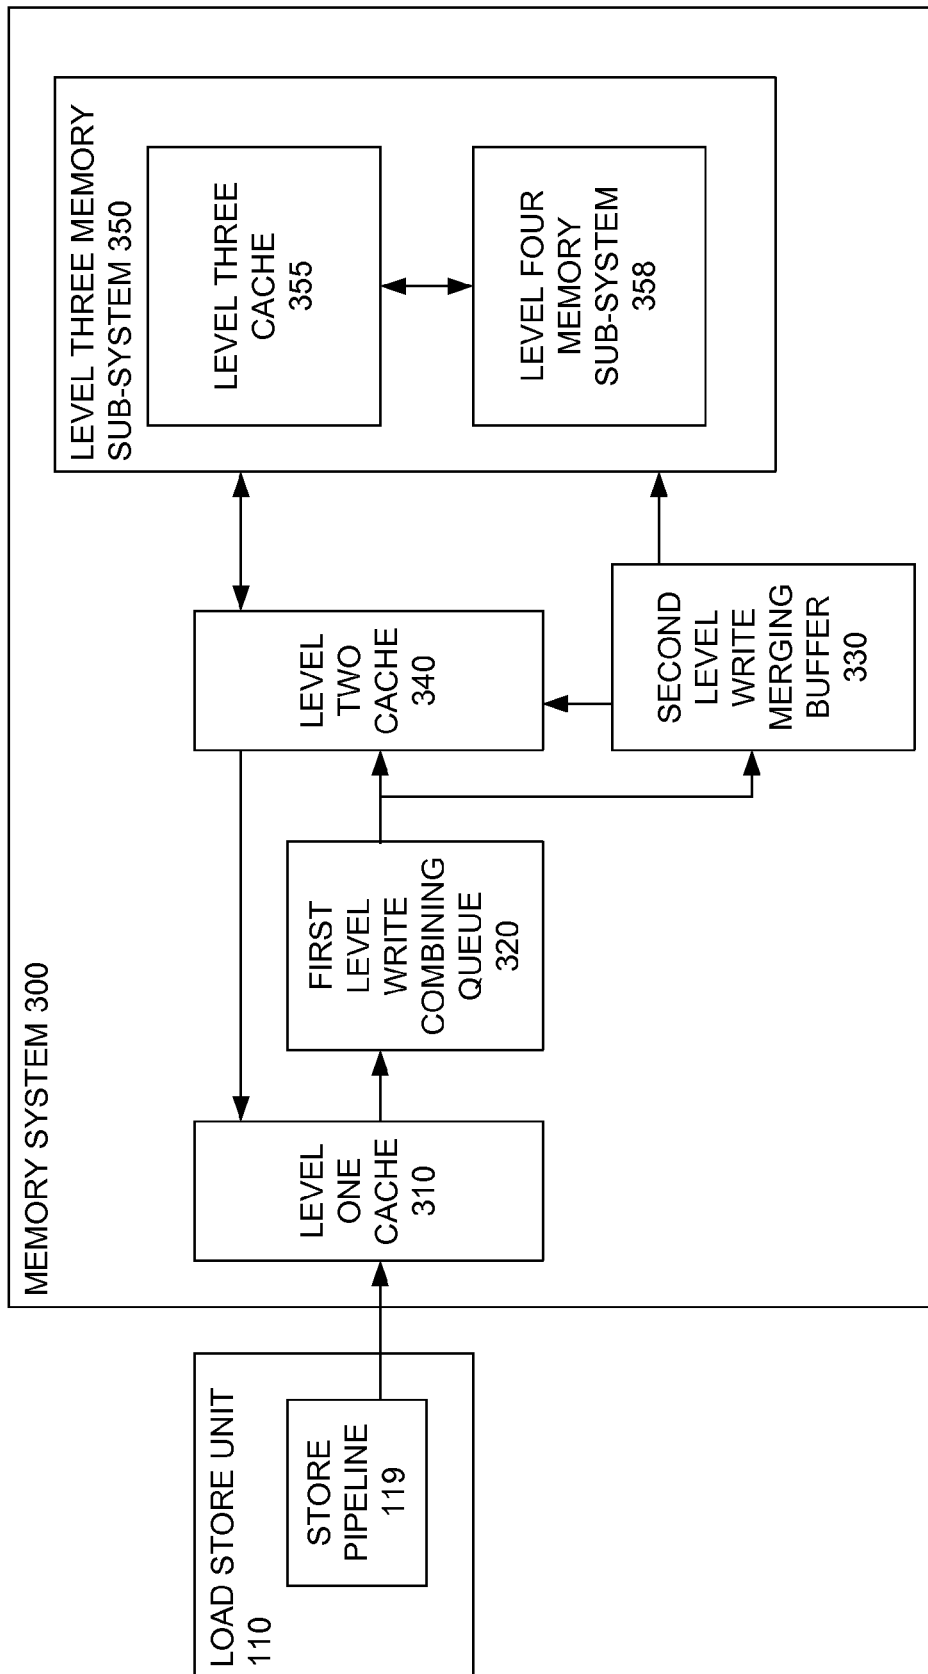 MEMORY SYSTEM 300
LOAD STORE UNIT
110
STORE
PIPELINE
119
LEVEL
ONE
CACHE
310
FIRST
LEVEL
WRITE
COMBINING
QUEUE
320
LEVEL
TWO
CACHE
340
SECOND
LEVEL
WRITE
MERGING
BUFFER
330
LEVEL THREE MEMORY
SUB-SYSTEM 350
LEVEL THREE
CACHE
355
LEVEL FOUR
MEMORY
SUB-SYSTEM
358